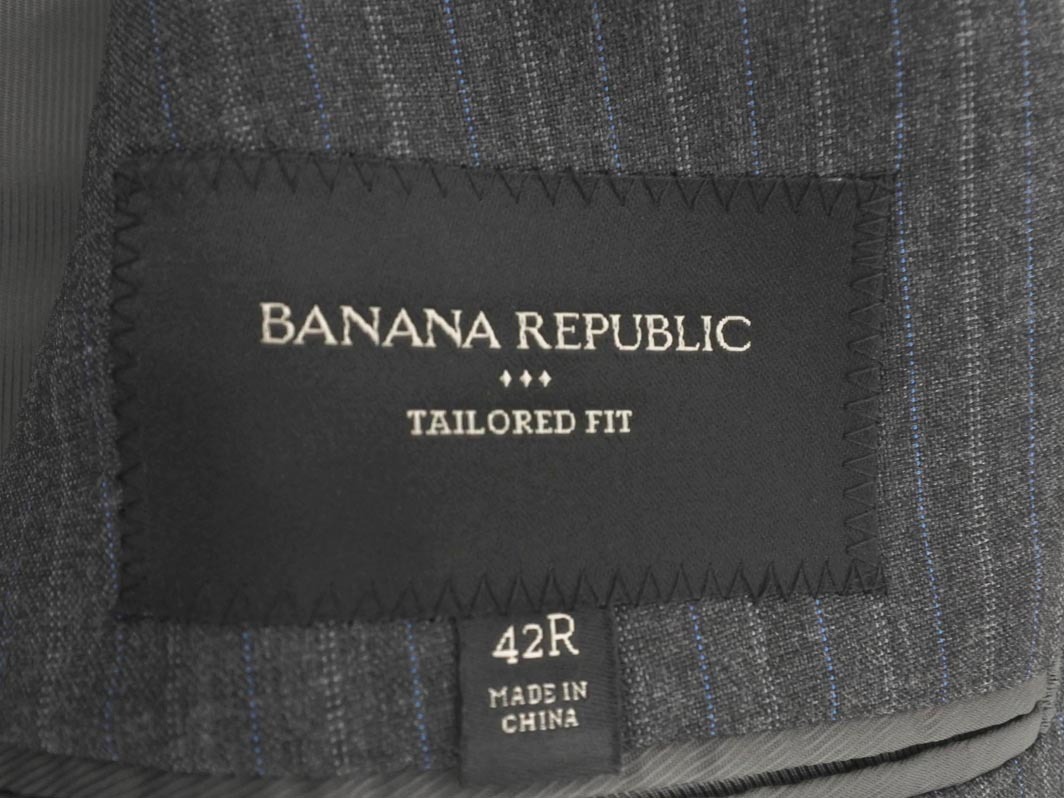 BANANA REPUBLIC
TAILORED FIT
42R
MADE IN
CHINA